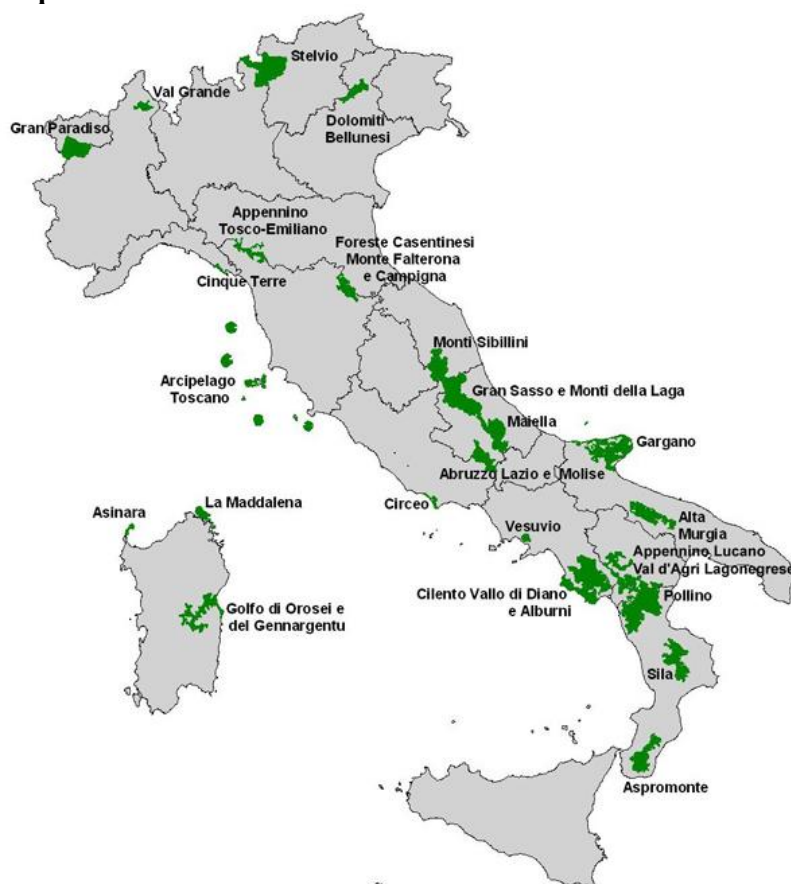 Stelvio
Val Grande
Gran Paradiso
Dolomiti
Bellunesi
Appennino
Tosco-Emiliano
Foreste Casentinesi
Monte Falterona
e Campigna
Cinque Terre
Monti Sibillini
Arcipelago
Toscano
Gran Sasso e Monti della Laga
Maiella
Gargano
Abruzzo Lazio e Molise
Circeo
La Maddalena
Asinara
Vesuvio
Alta
Murgia
Appennino Lucano
Val d'Agri Lagonegrese
Cilento Vallo di Diano
e Alburni
Pollino
Golfo di Orosei e
del Gennargentu
Sila
Aspromonte